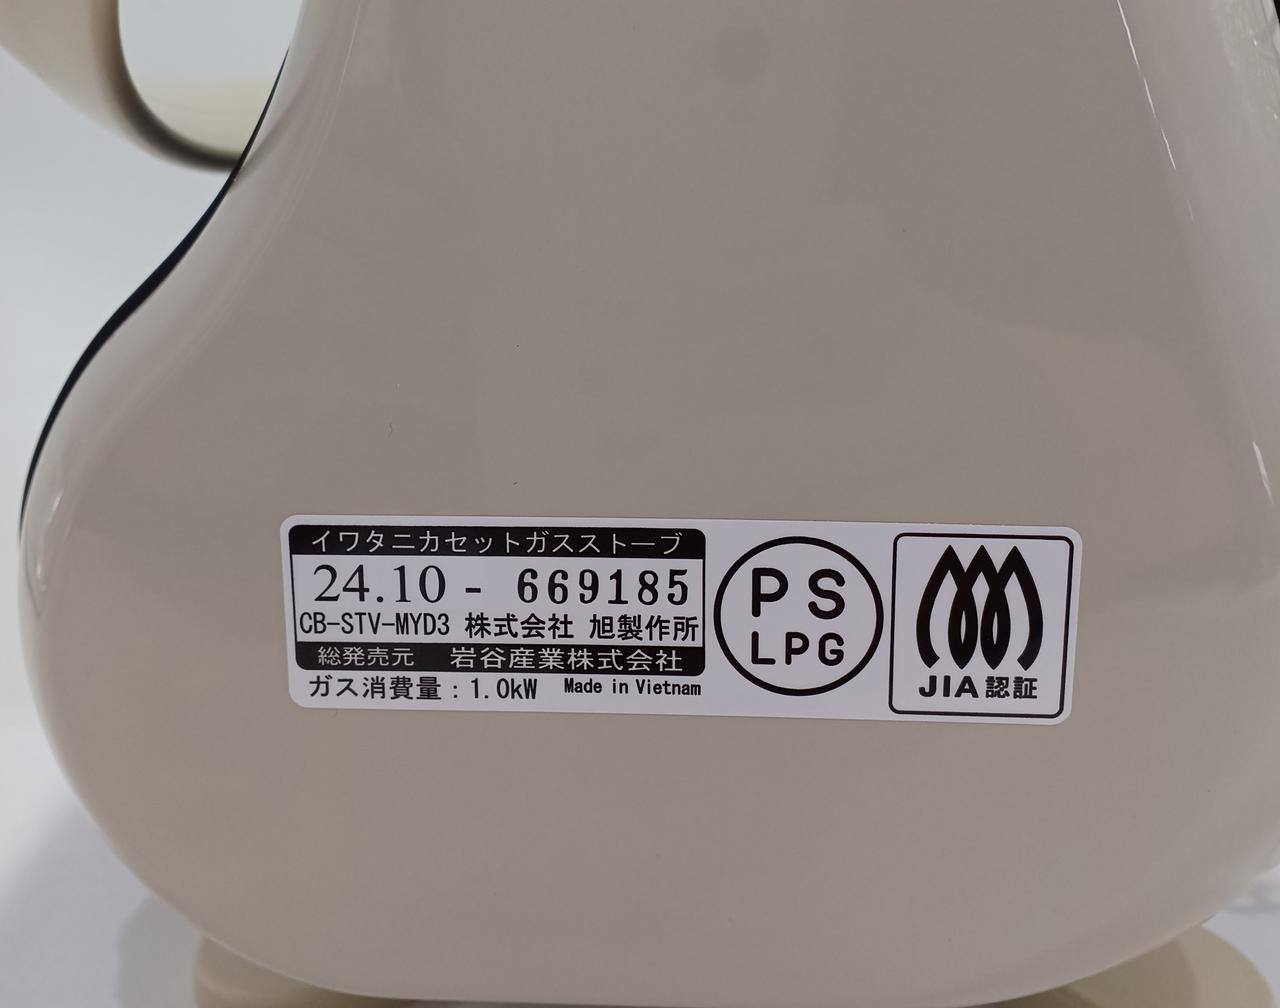 イワタニカセットガスストーブ
24.10 - 669185
CB-STV-MYD3 株式会社 旭製作所
総発売元 岩谷産業株式会社
ガス消費量：1.0kW Made in Vietnam
PS
LPG
JIA認証